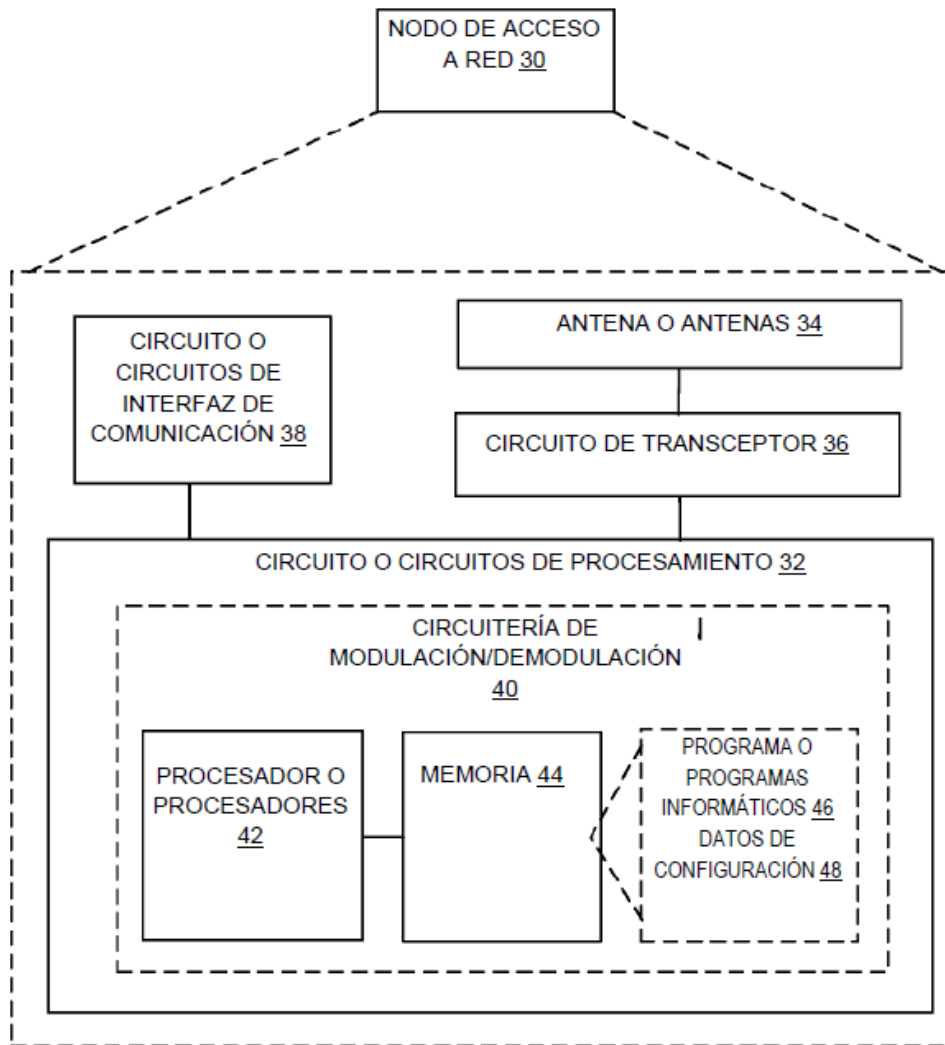 NODO DE ACCESO
A RED 30
CIRCUITO O
CIRCUITOS DE
INTERFAZ DE
COMUNICACIÓN 38
ANTENA O ANTENAS 34
CIRCUITO DE TRANSCEPTOR 36
CIRCUITO O CIRCUITOS DE PROCESAMIENTO 32
CIRCUITERÍA DE
MODULACIÓN/DEMODULACIÓN
40
PROCESADOR O
PROCESADORES
42
MEMORIA 44
PROGRAMA O
PROGRAMAS
INFORMÁTICOS 46
DATOS DE
CONFIGURACIÓN 48